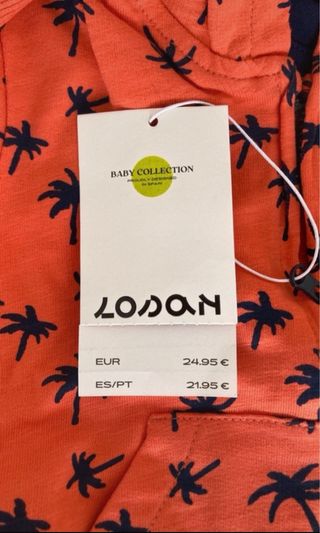 BABY COLLECTION
PROUDLY DESIGNED
IN SPAIN
LOSAN
EUR 24.95 €
ES/PT 21.95 €